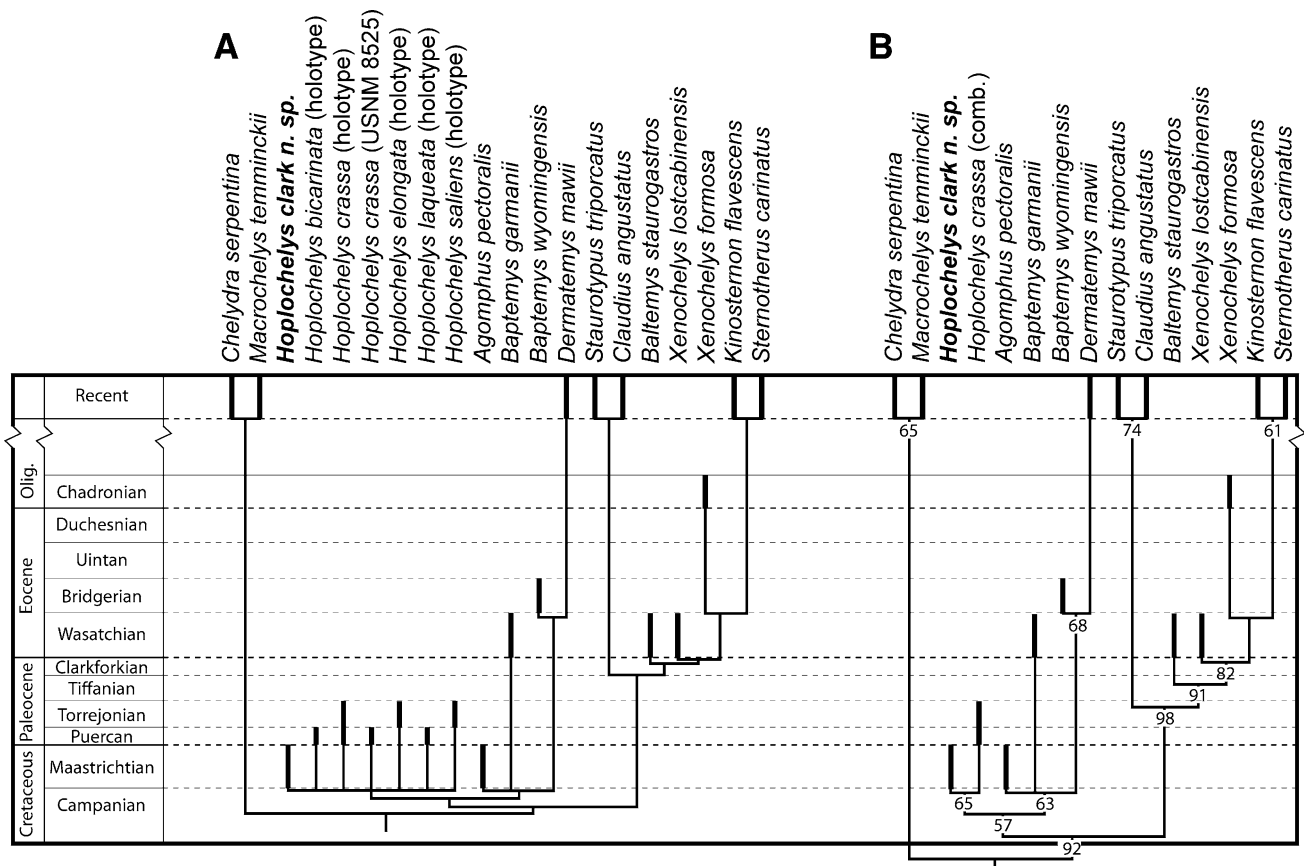 A
B
Chelydra serpentina
Macrochelys temminckii
Hoplochelys clark n. sp.
Hoplochelys bicarinata (holotype)
Hoplochelys crassa (holotype)
Hoplochelys crassa (USNM 8525)
Hoplochelys elongata (holotype)
Hoplochelys laqueata (holotype)
Hoplochelys saliens (holotype)
Agomphus pectoralis
Baptemys garmanii
Baptemys wyomingensis
Dermatemys mawii
Staurotypus triporcatus
Claudius angustatus
Baltemys staurogastros
Xenochelys lostcabinensis
Xenochelys formosa
Kinosternon flavescens
Sternotherus carinatus
Chelydra serpentina
Macrochelys temminckii
Hoplochelys clark n. sp.
Hoplochelys crassa (comb.)
Agomphus pectoralis
Baptemys garmanii
Baptemys wyomingensis
Dermatemys mawii
Staurotypus triporcatus
Claudius angustatus
Baltemys staurogastros
Xenochelys lostcabinensis
Xenochelys formosa
Kinosternon flavescens
Sternotherus carinatus
Recent
Olig.
Chadronian
Eocene
Duchesnian
Uintan
Bridgerian
Wasatchian
Paleocene
Clarkforkian
Tiffanian
Torrejonian
Puercan
Cretaceous
Maastrichtian
Campanian
65
74
61
68
82
91
98
65
63
57
92